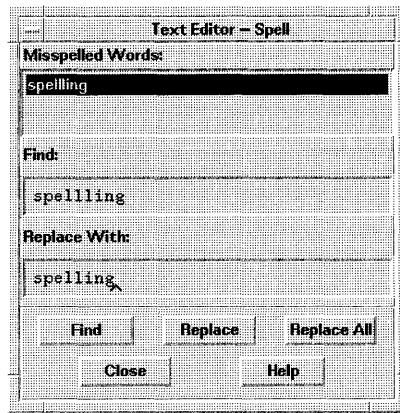 Text Editor – Spell
Misspelled Words:
spellling
Find:
spellling
Replace With:
spelling
Find Replace Replace All
Close Help